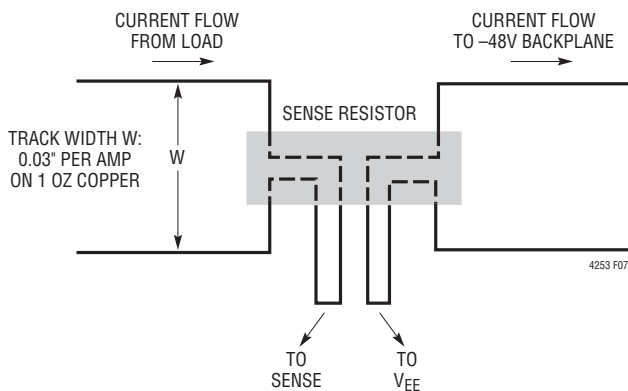 CURRENT FLOW
FROM LOAD
CURRENT FLOW
TO –48V BACKPLANE
SENSE RESISTOR
TRACK WIDTH W:
0.03" PER AMP
ON 1 OZ COPPER
W
4253 F07
TO
SENSE
TO
VEE